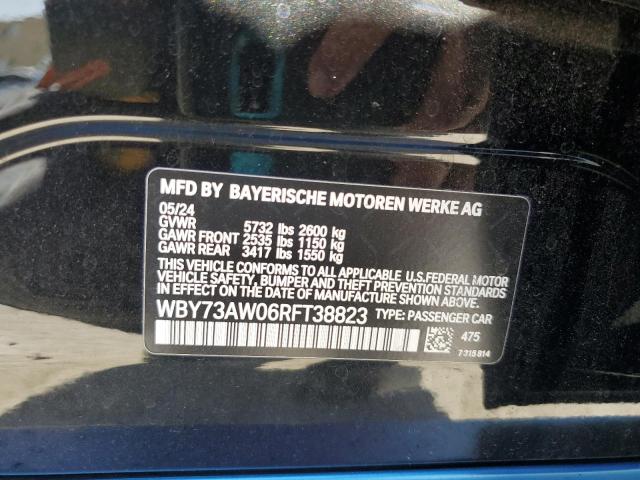 MFD BY BAYERISCHE MOTOREN WERKE AG
05/24
GVWR 5732 lbs 2600 kg
GAWR FRONT 2535 lbs 1150 kg
GAWR REAR 3417 lbs 1550 kg
THIS VEHICLE CONFORMS TO ALL APPLICABLE U.S.FEDERAL MOTOR
VEHICLE SAFETY, BUMPER AND THEFT PREVENTION STANDARDS
IN EFFECT ON THE DATE OF MANUFACTURE SHOWN ABOVE.
WBY73AW06RFT38823 TYPE: PASSENGER CAR
475
7 315 814